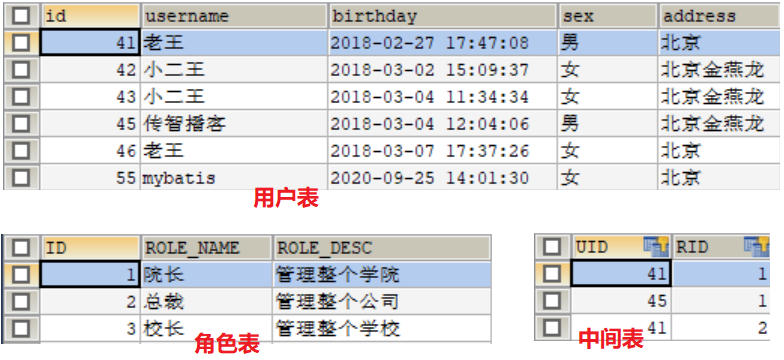 id username birthday sex address
41 老王 2018-02-27 17:47:08 男 北京
42 小二王 2018-03-02 15:09:37 女 北京金燕龙
43 小二王 2018-03-04 11:34:34 女 北京金燕龙
45 传智播客 2018-03-04 12:04:06 男 北京金燕龙
46 老王 2018-03-07 17:37:26 女 北京
55 mybatis 2020-09-25 14:01:30 女 北京
用户表
ID ROLE_NAME ROLE_DESC
1 院长 管理整个学院
2 总裁 管理整个公司
3 校长 管理整个学校
角色表
UID RID
41 1
45 1
41 2
中间表